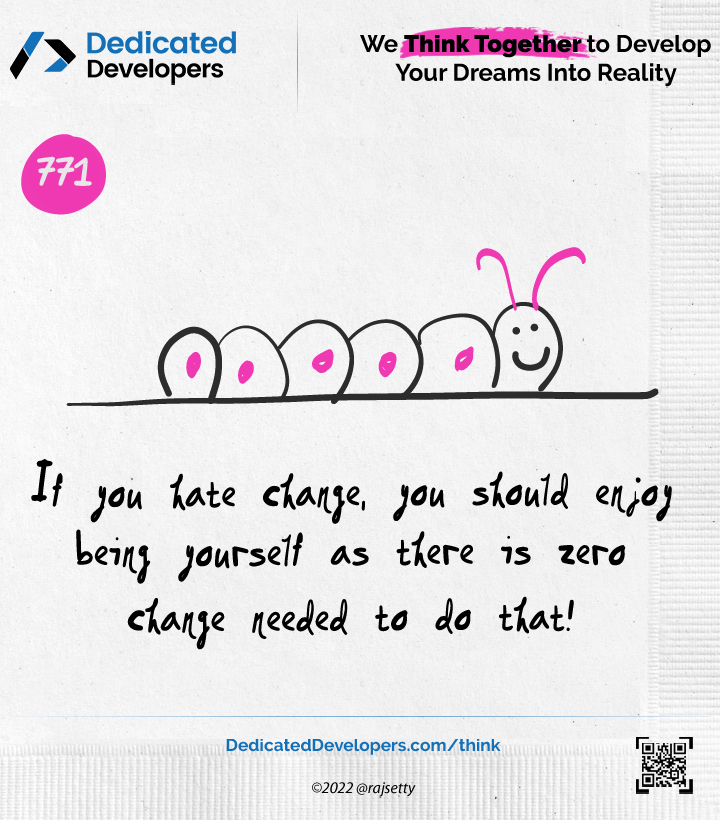 Dedicated
Developers
We Think Together to Develop
Your Dreams Into Reality
771
If you hate change, you should enjoy
being yourself as there is zero
change needed to do that!
DedicatedDevelopers.com/think
©2022 @rajsetty